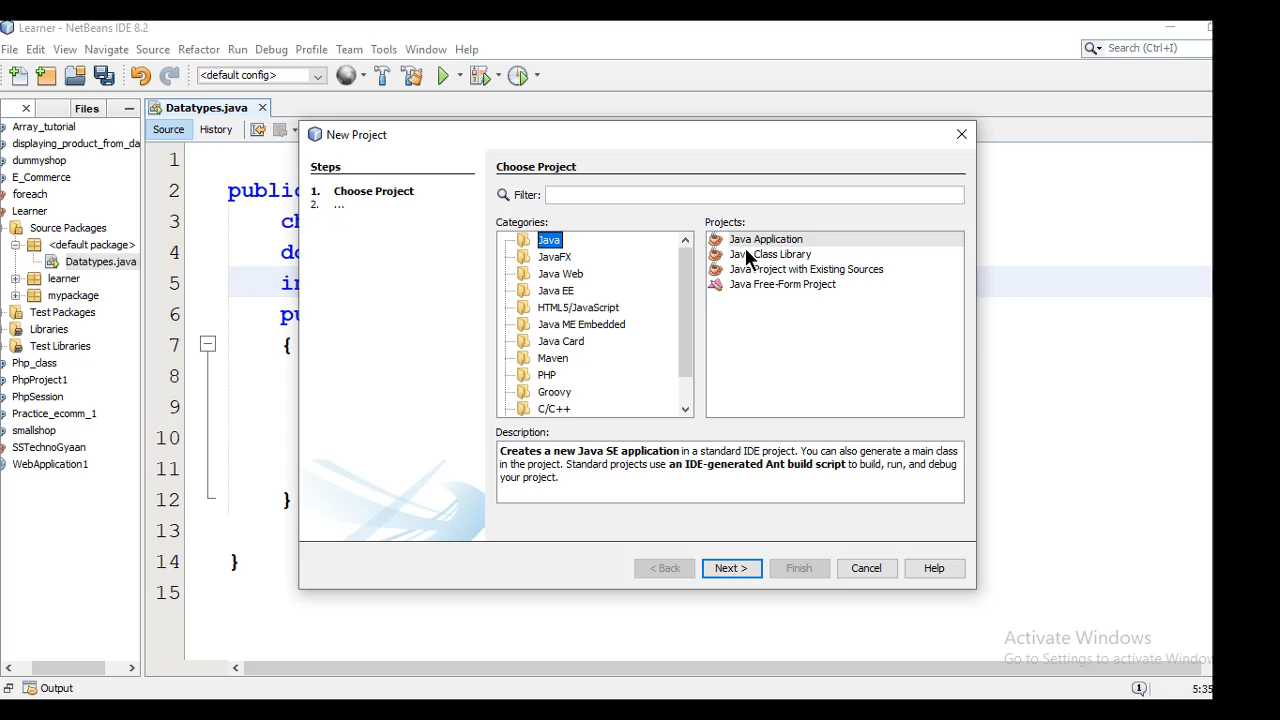 Learner - NetBeans IDE 8.2
File Edit View Navigate Source Refactor Run Debug Profile Team Tools Window Help
Search (Ctrl+I)
<default config>
Files
Datatypes.java
Source History
Array_tutorial
displaying_product_from_da
dummyshop
E_Commerce
foreach
Learner
Source Packages
<default package>
Datatypes.java
learner
mypackage
Test Packages
Libraries
Test Libraries
Php_class
PhpProject1
PhpSession
Practice_ecomm_1
smallshop
SSTechnoGyaan
WebApplication1
1
2 public
3
4
5
6
7 {
8
9
10
11
12 }
13
14 }
15
New Project
Steps
1. Choose Project
2. ...
Choose Project
Filter:
Categories:
Java
JavaFX
Java Web
Java EE
HTML5/JavaScript
Java ME Embedded
Java Card
Maven
PHP
Groovy
C/C++
Projects:
Java Application
Java Class Library
Java Project with Existing Sources
Java Free-Form Project
Description:
Creates a new Java SE application in a standard IDE project. You can also generate a main class
in the project. Standard projects use an IDE-generated Ant build script to build, run, and debug
your project.
< Back Next > Finish Cancel Help
Activate Windows
Go to Settings to activate Windows
Output
1
5:35